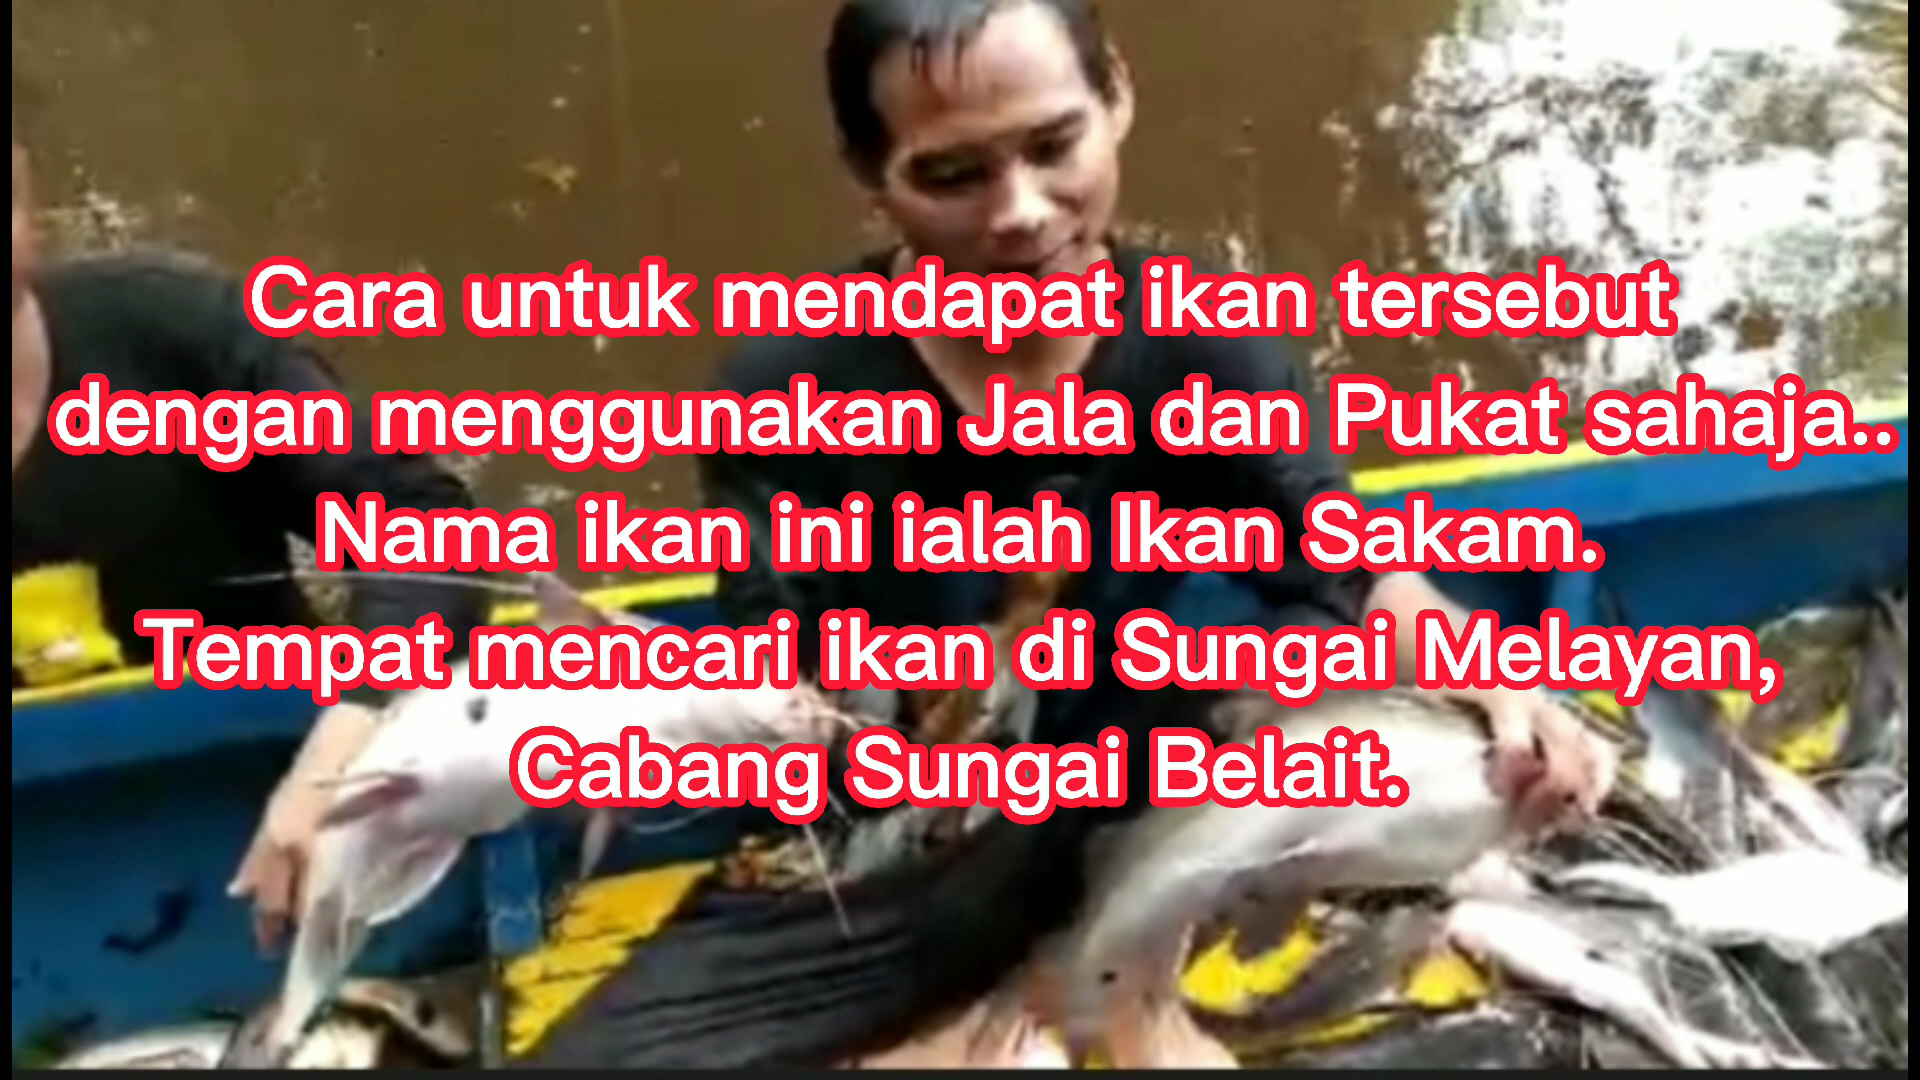 Cara untuk mendapat ikan tersebut
dengan menggunakan Jala dan Pukat sahaja..
Nama ikan ini ialah Ikan Sakam.
Tempat mencari ikan di Sungai Melayan,
Cabang Sungai Belait.